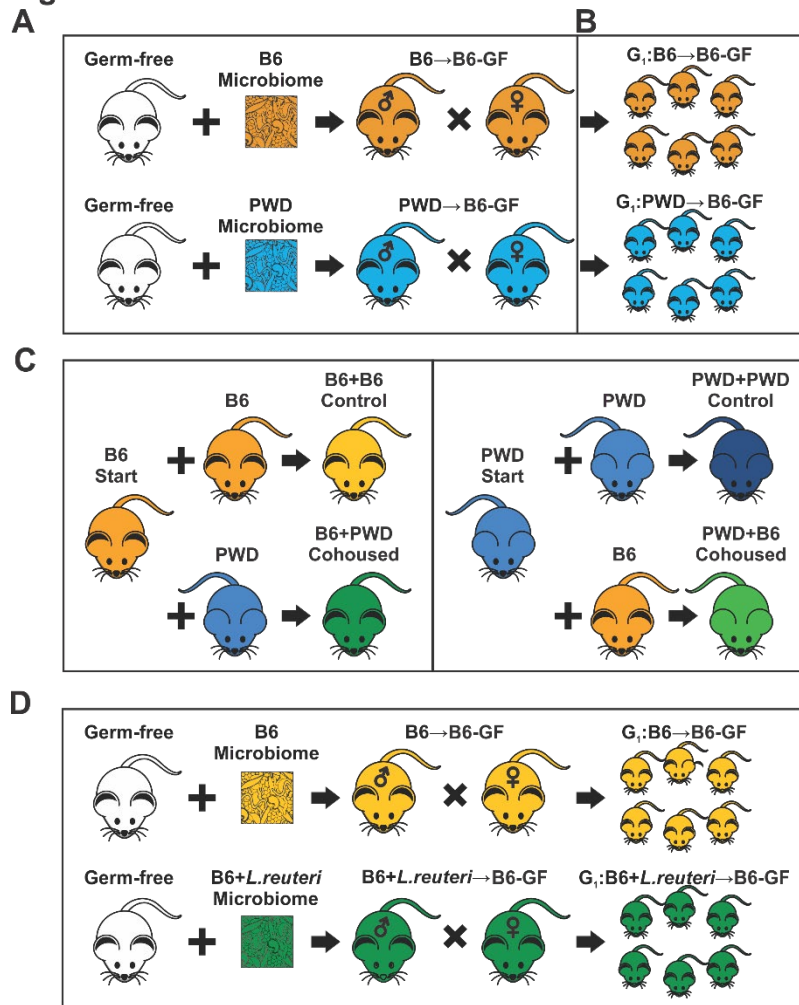 A
B
Germ-free
B6
Microbiome
B6→B6-GF
G₁:B6→B6-GF
+
♂
×
♀
Germ-free
PWD
Microbiome
PWD→B6-GF
G₁:PWD→B6-GF
+
♂
×
♀
C
B6
Start
+
B6
B6+B6
Control
+
PWD
B6+PWD
Cohoused
PWD
Start
+
PWD
PWD+PWD
Control
+
B6
PWD+B6
Cohoused
D
Germ-free
B6
Microbiome
B6→B6-GF
G₁:B6→B6-GF
+
♂
×
♀
Germ-free
B6+L.reuteri
Microbiome
B6+L.reuteri→B6-GF
G₁:B6+L.reuteri→B6-GF
+
♂
×
♀